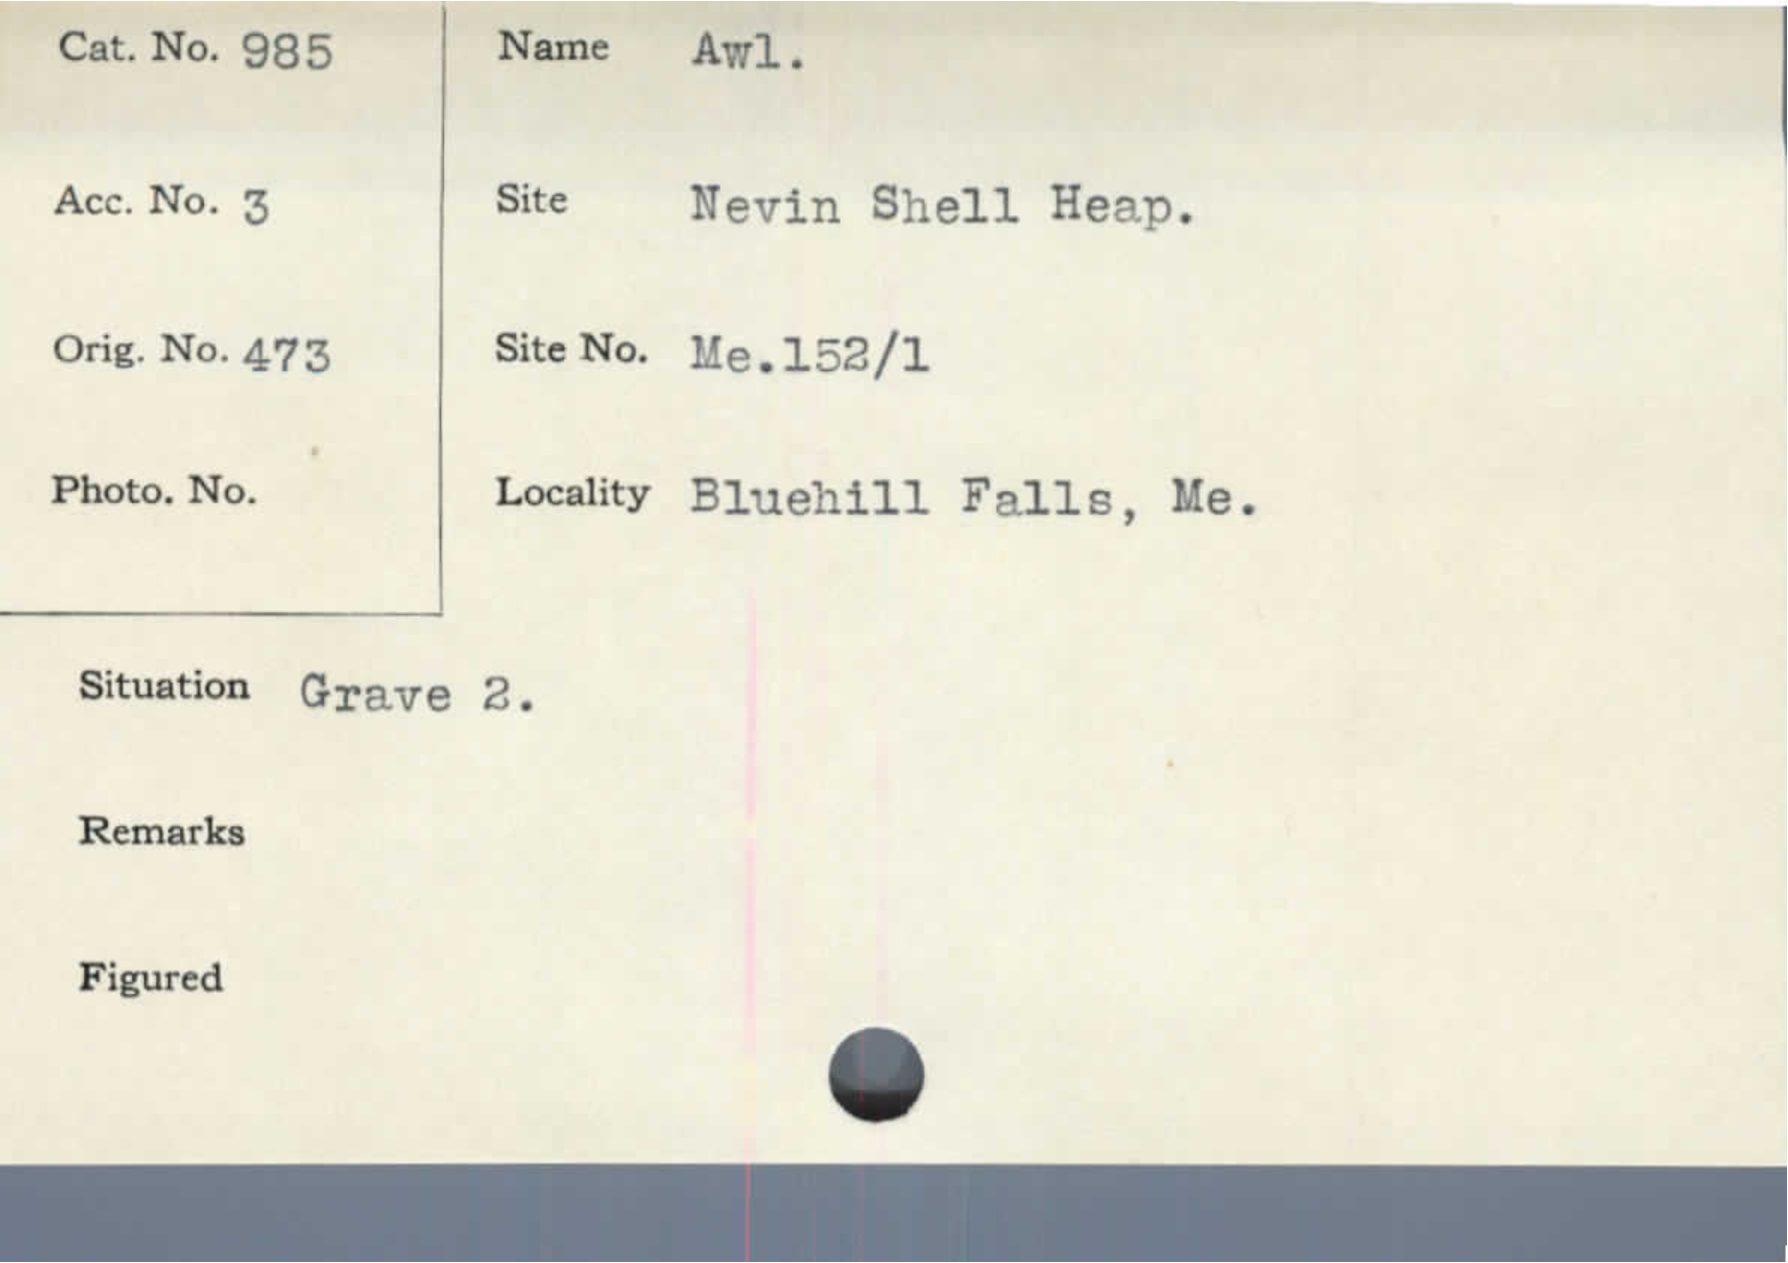 Cat. No. 985
Name Awl.
Acc. No. 3
Site Nevin Shell Heap.
Orig. No. 473
Site No. Me.152/1
Photo. No.
Locality Bluehill Falls, Me.
Situation Grave 2.
Remarks
Figured